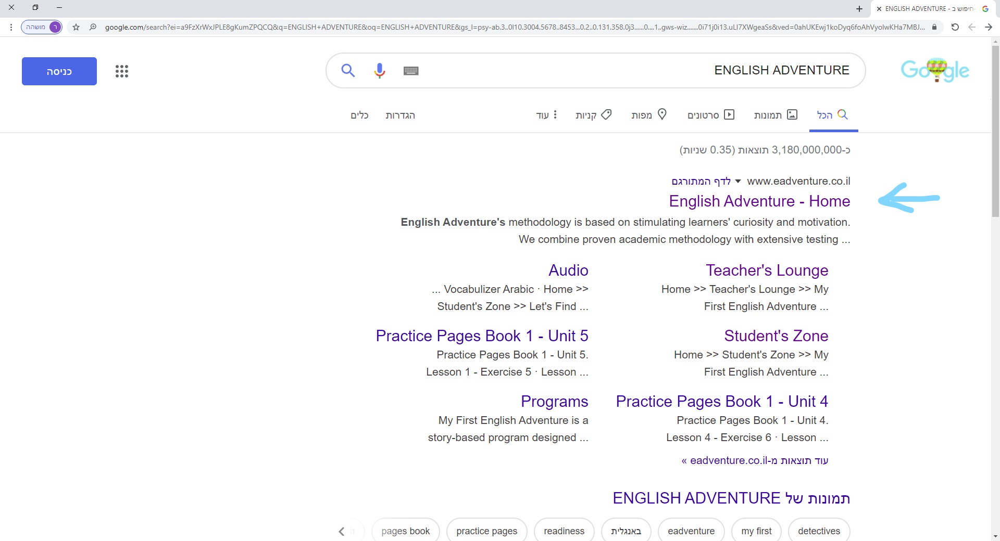 ENGLISH ADVENTURE - חיפוש ב-
google.com/search?ei=a9FzXrWxJPLE8gKumZPQCQ&q=ENGLISH+ADVENTURE&oq=ENGLISH+ADVENTURE&gs_l=psy-ab.3..0l10.3004.5678..8453...0.2..0.131.358.0j3......0....1..gws-wiz.......0i71j0i13.uLI7XWgeaSs&ved=0ahUKEwj1koDyq6foAhVyolwKHa7MBJ...
ר מושהה
Google
ENGLISH ADVENTURE
כניסה
הכל
תמונות
סרטונים
מפות
קניות
עוד
הגדרות
כלים
כ-3,180,000,000 תוצאות (0.35 שניות)
www.eadventure.co.il ▼ לדף המתורגם
English Adventure - Home
English Adventure's methodology is based on stimulating learners' curiosity and motivation.
We combine proven academic methodology with extensive testing ...
Teacher's Lounge
Home >> Teacher's Lounge >> My
First English Adventure ...
Audio
... Vocabulizer Arabic · Home >>
Student's Zone >> Let's Find ...
Student's Zone
Home >> Student's Zone >> My
First English Adventure ...
Practice Pages Book 1 - Unit 5
Practice Pages Book 1 - Unit 5.
Lesson 1 - Exercise 5 · Lesson ...
Practice Pages Book 1 - Unit 4
Practice Pages Book 1 - Unit 4.
Lesson 4 - Exercise 6 · Lesson ...
Programs
My First English Adventure is a
story-based program designed ...
עוד תוצאות מ-eadventure.co.il »
תמונות של ENGLISH ADVENTURE
detectives
my first
eadventure
באנגלית
readiness
practice pages
pages book